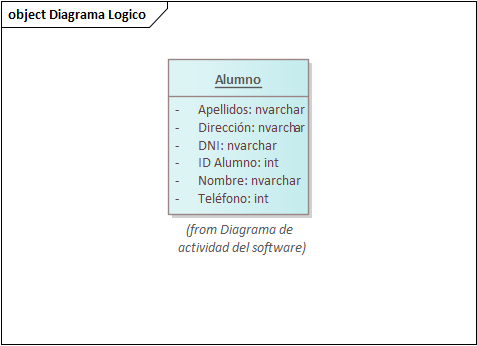 object Diagrama Logico
Alumno
- Apellidos: nvarchar
- Dirección: nvarchar
- DNI: nvarchar
- ID Alumno: int
- Nombre: nvarchar
- Teléfono: int
(from Diagrama de
actividad del software)